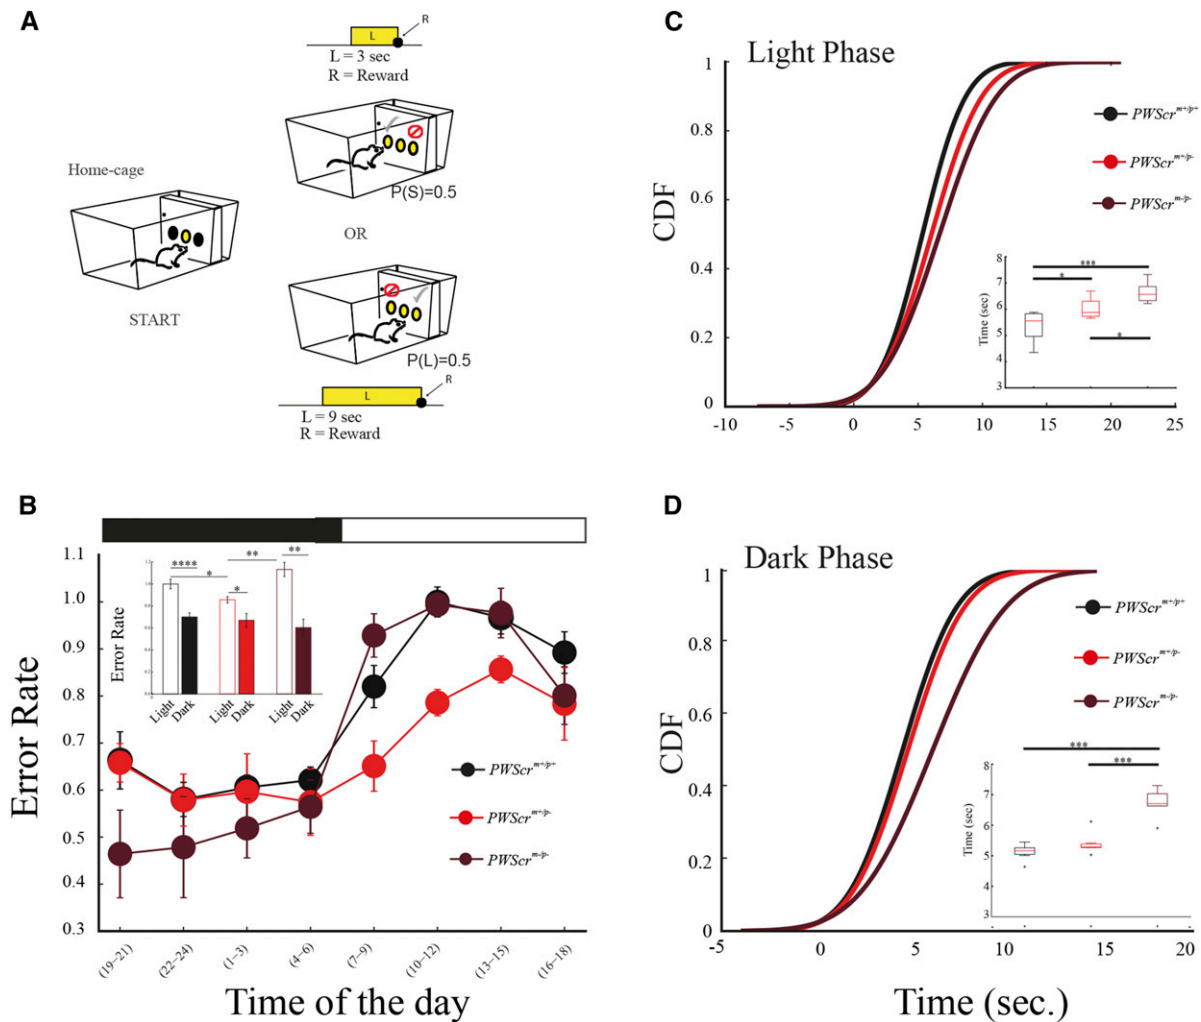 A
R
L
L = 3 sec
R = Reward
P(S)=0.5
Home-cage
START
OR
P(L)=0.5
R
L
L = 9 sec
R = Reward
B
1.1
1.0
0.9
0.8
0.7
0.6
0.5
0.4
0.3
Error Rate
Error Rate
**** * * ** **
Light Dark Light Dark Light Dark
PWScr m+/p+
PWScr m+/p-
PWScr m-/p-
(19–21) (22–24) (1–3) (4–6) (7–9) (10–12) (13–15) (16–18)
Time of the day
C
Light Phase
1
0.8
0.6
0.4
0.2
0
CDF
PWScr m+/p+
PWScr m+/p-
PWScr m-/p-
8
7
6
5
4
3
Time (sec)
***
*
*
-10 -5 0 5 10 15 20 25
D
Dark Phase
1
0.8
0.6
0.4
0.2
0
CDF
PWScr m+/p+
PWScr m+/p-
PWScr m-/p-
8
7
6
5
4
3
Time (sec)
***
***
-5 0 5 10 15 20
Time (sec.)